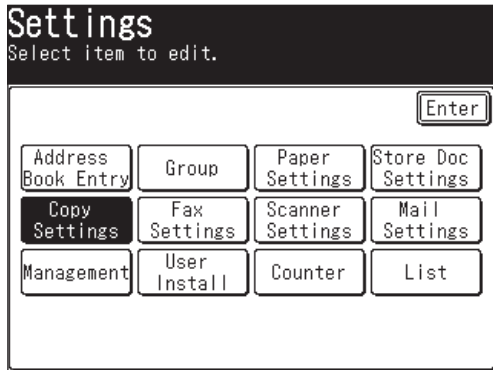 Settings
Select item to edit.
Enter
Address Book Entry
Group
Paper Settings
Store Doc Settings
Copy Settings
Fax Settings
Scanner Settings
Mail Settings
Management
User Install
Counter
List